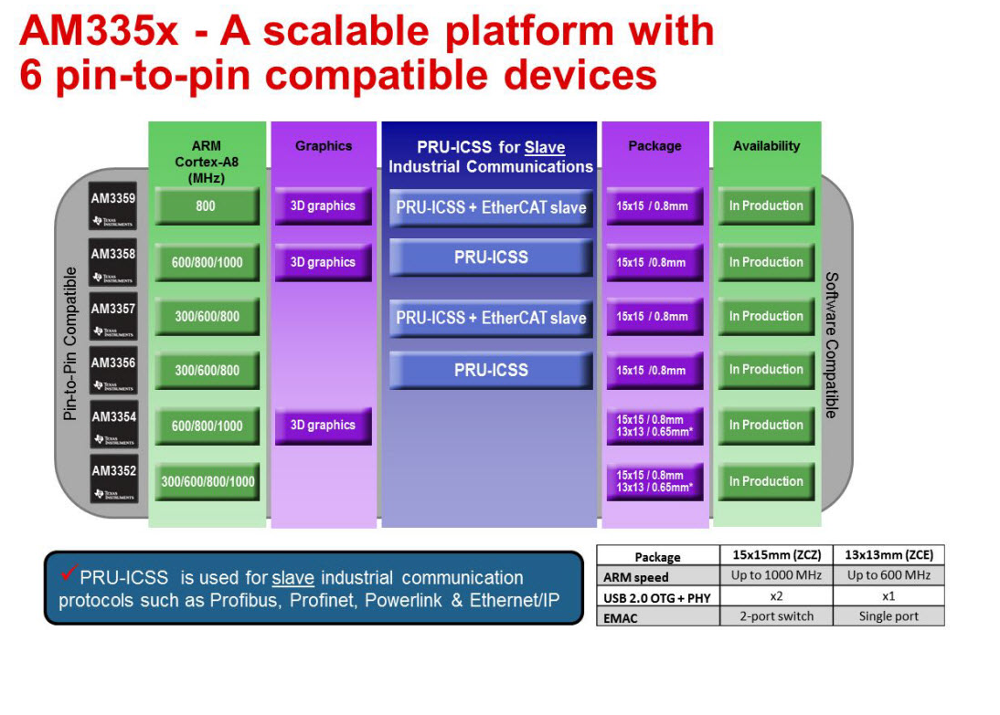 AM335x - A scalable platform with
6 pin-to-pin compatible devices
ARM
Cortex-A8
(MHz)
Graphics
PRU-ICSS for Slave
Industrial Communications
Package
Availability
Pin-to-Pin Compatible
Software Compatible
AM3359
TEXAS
INSTRUMENTS
800
3D graphics
PRU-ICSS + EtherCAT slave
15x15 / 0.8mm
In Production
AM3358
TEXAS
INSTRUMENTS
600/800/1000
3D graphics
PRU-ICSS
15x15 /0.8mm
In Production
AM3357
TEXAS
INSTRUMENTS
300/600/800
PRU-ICSS + EtherCAT slave
15x15 / 0.8mm
In Production
AM3356
TEXAS
INSTRUMENTS
300/600/800
PRU-ICSS
15x15 /0.8mm
In Production
AM3354
TEXAS
INSTRUMENTS
600/800/1000
3D graphics
15x15 / 0.8mm
13x13 / 0.65mm*
In Production
AM3352
TEXAS
INSTRUMENTS
300/600/800/1000
15x15 / 0.8mm
13x13 / 0.65mm*
In Production
PRU-ICSS is used for slave industrial communication
protocols such as Profibus, Profinet, Powerlink & Ethernet/IP
Package 15x15mm (ZCZ) 13x13mm (ZCE)
ARM speed Up to 1000 MHz Up to 600 MHz
USB 2.0 OTG + PHY x2 x1
EMAC 2-port switch Single port